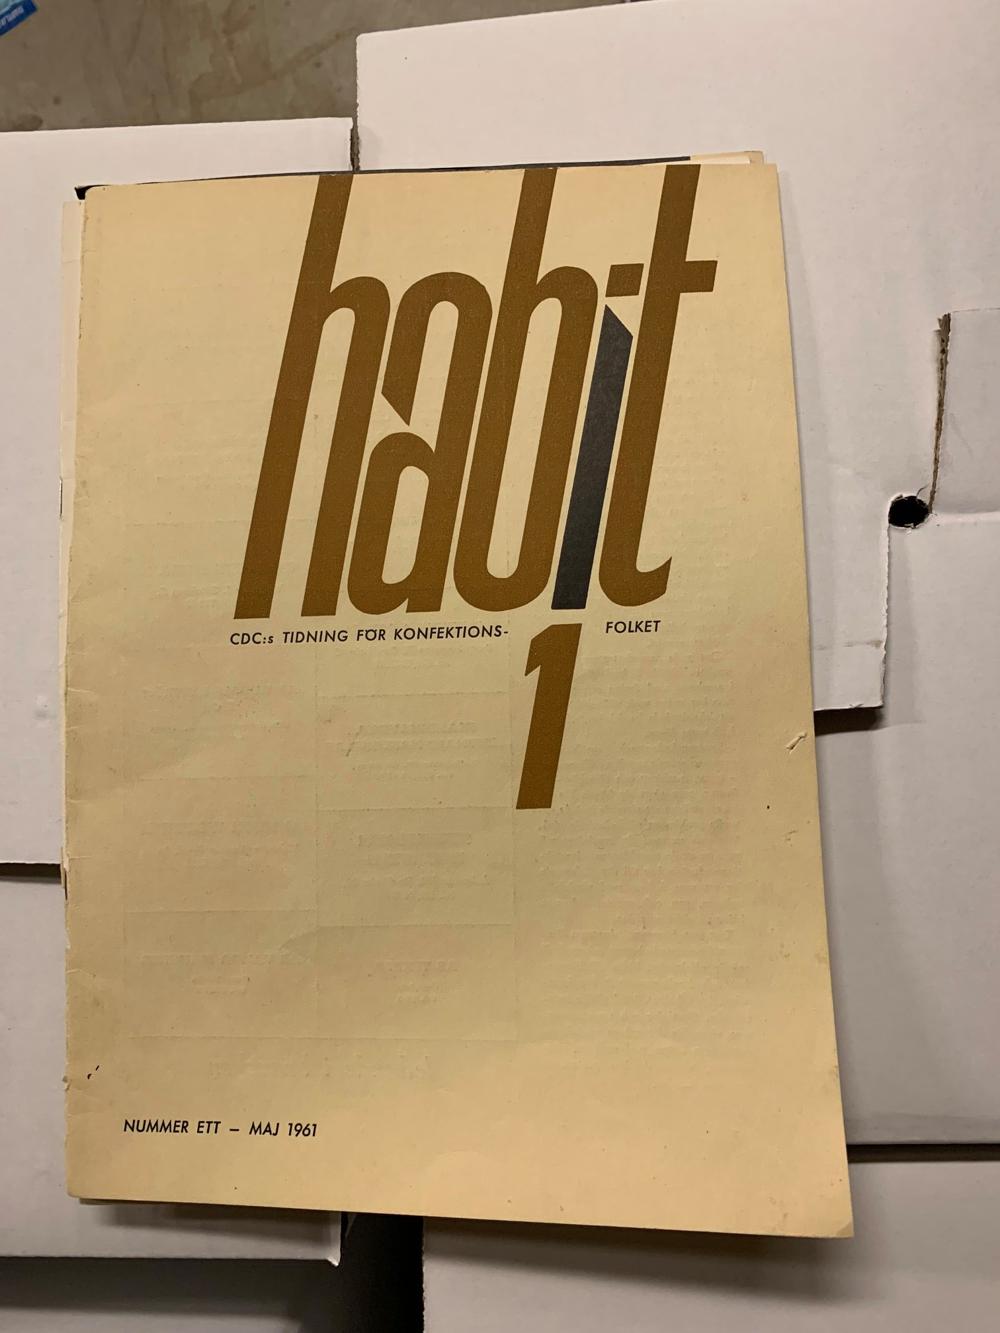 habit
CDC:s TIDNING FÖR KONFEKTIONS- FOLKET
1
NUMMER ETT – MAJ 1961